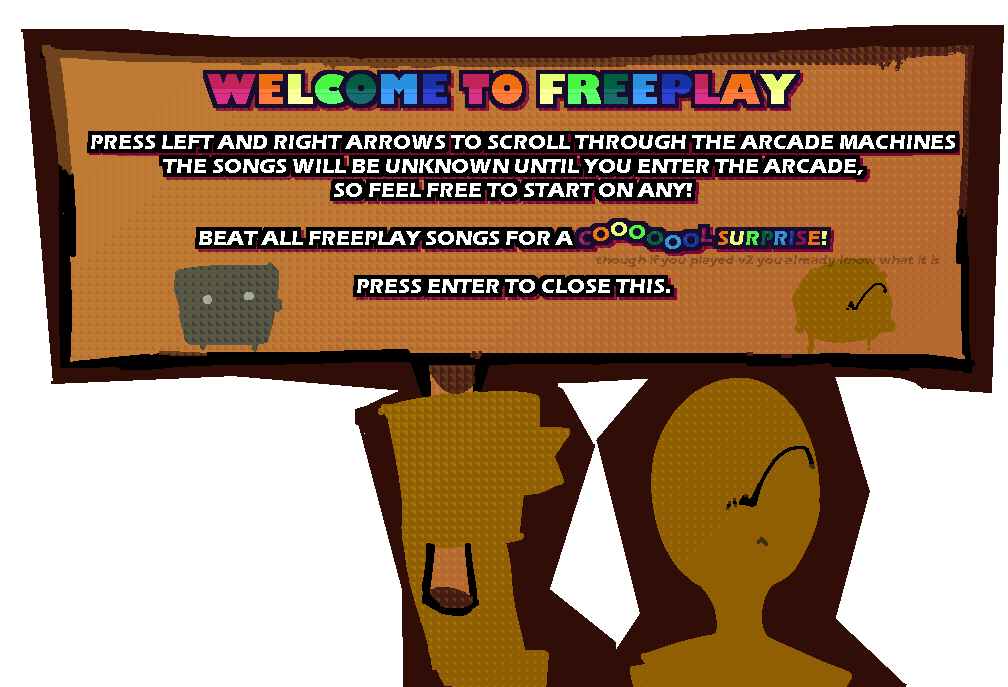 WELCOME TO FREEPLAY
PRESS LEFT AND RIGHT ARROWS TO SCROLL THROUGH THE ARCADE MACHINES
THE SONGS WILL BE UNKNOWN UNTIL YOU ENTER THE ARCADE,
SO FEEL FREE TO START ON ANY!
BEAT ALL FREEPLAY SONGS FOR A COOOOOOOL SURPRISE!
though if you played v2 you already know what it is
PRESS ENTER TO CLOSE THIS.